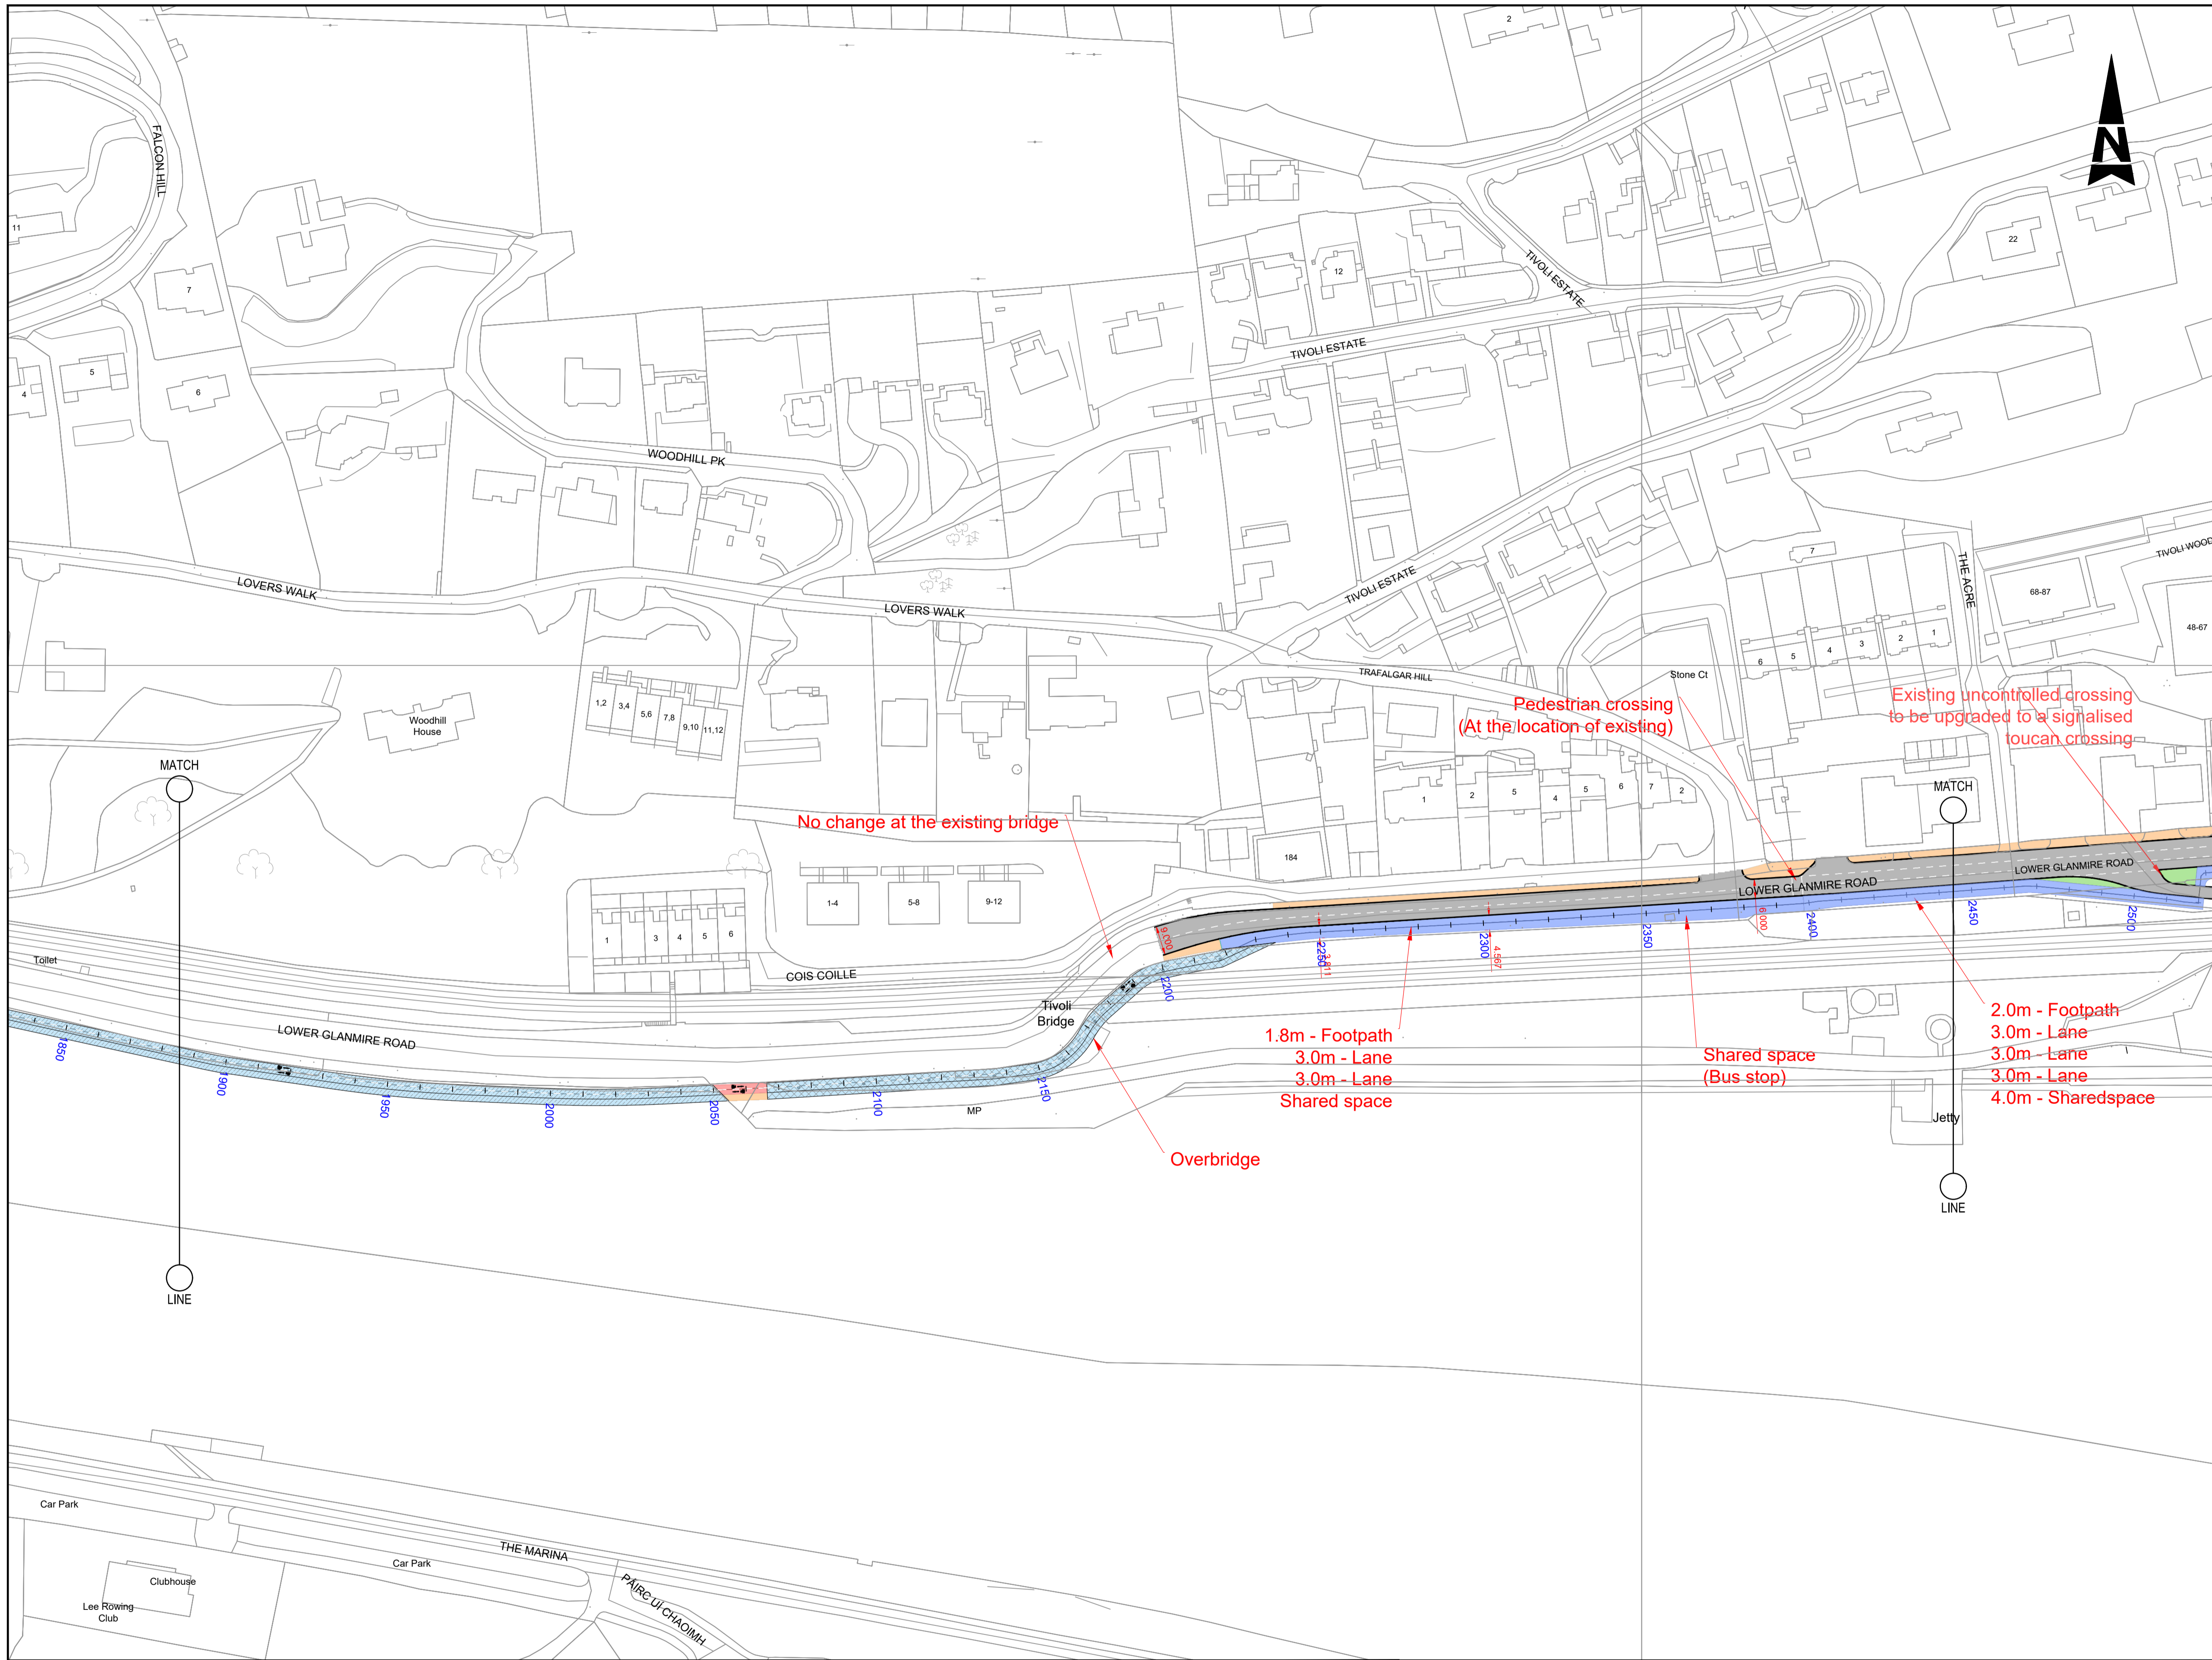 2
N
FALCON HILL
11
7
12
22
TIVOLI ESTATE
TIVOLI ESTATE
5
4
6
WOODHILL PK
LOVERS WALK
LOVERS WALK
TIVOLI ESTATE
THE ACRE
7
TIVOLI WOOD
68-87
48-67
6
5
4
3
2
1
TRAFALGAR HILL
Stone Ct
Woodhill
House
1,2
3,4
5,6
7,8
9,10
11,12
Pedestrian crossing
(At the location of existing)
Existing uncontrolled crossing
to be upgraded to a signalised
toucan crossing
MATCH
MATCH
No change at the existing bridge
1
2
5
4
5
6
7
2
184
1-4
5-8
9-12
LOWER GLANMIRE ROAD
LOWER GLANMIRE ROAD
1
3
4
5
6
9.000
3.811
4.567
6.000
2200
2250
2300
2350
2400
2450
2500
Toilet
COIS COILLE
Tivoli
Bridge
LOWER GLANMIRE ROAD
1850
1900
1950
2000
2050
2100
2150
MP
1.8m - Footpath
3.0m - Lane
3.0m - Lane
Shared space
Shared space
(Bus stop)
2.0m - Footpath
3.0m - Lane
3.0m - Lane
3.0m - Lane
4.0m - Sharedspace
Jetty
Overbridge
LINE
LINE
Car Park
THE MARINA
Car Park
Clubhouse
Lee Rowing
Club
PÁIRC UÍ CHAOIMH